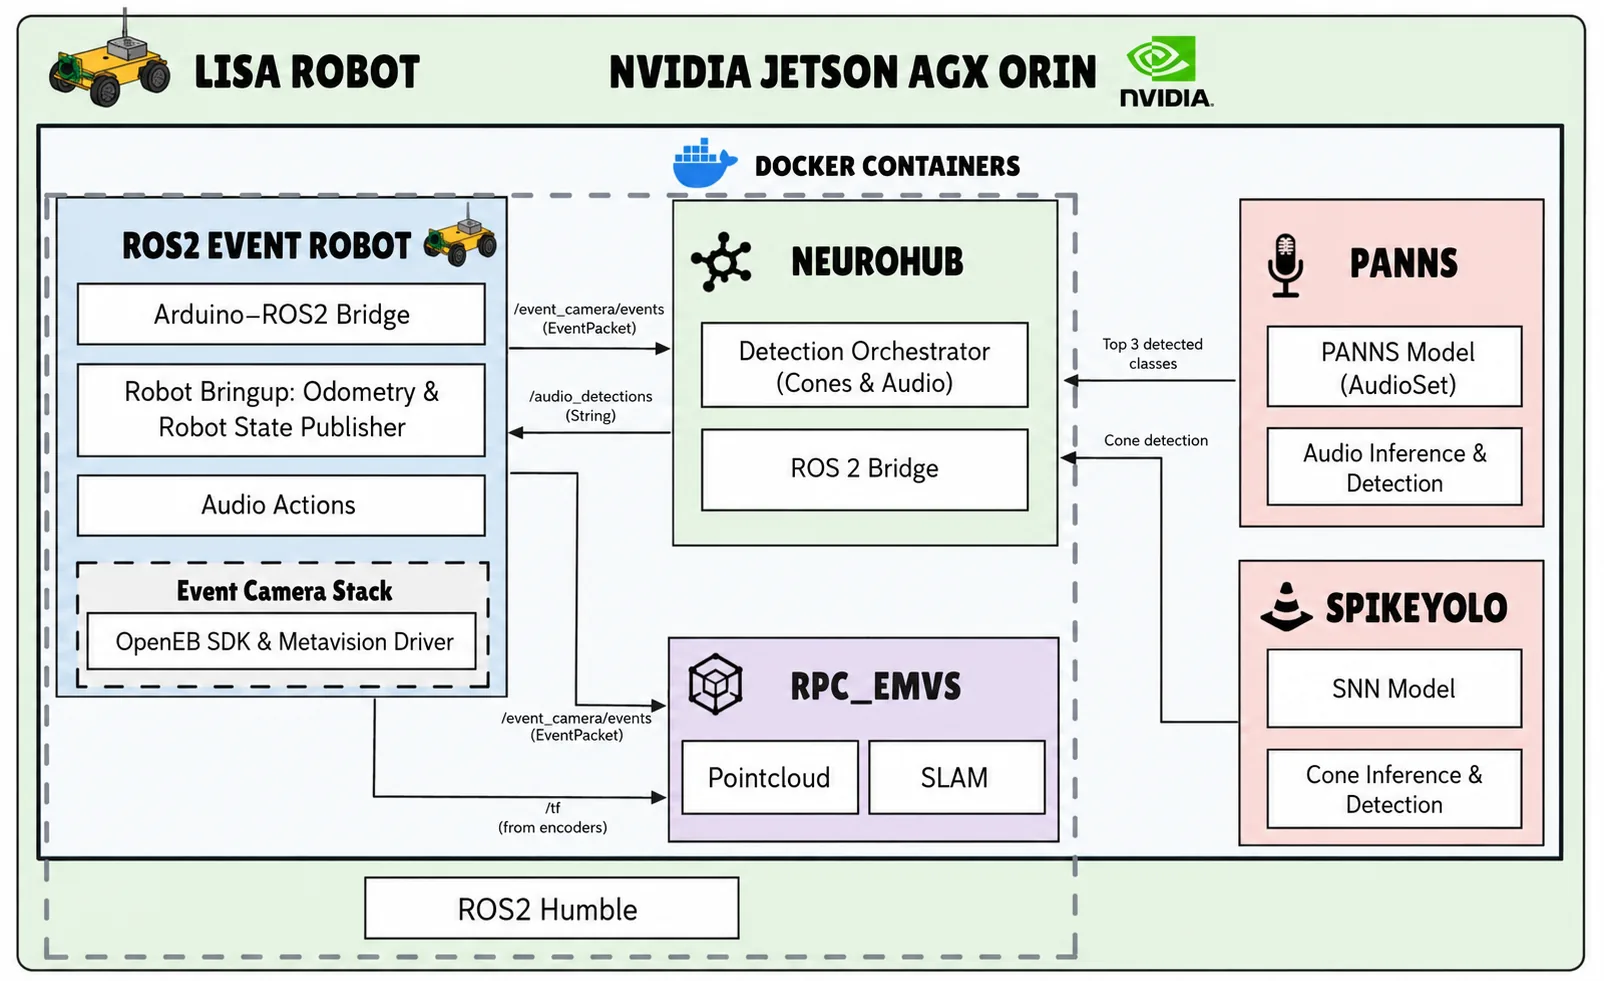 LISA ROBOT
NVIDIA JETSON AGX ORIN
NVIDIA.
DOCKER CONTAINERS
ROS2 EVENT ROBOT
Arduino–ROS2 Bridge
Robot Bringup: Odometry &
Robot State Publisher
Audio Actions
Event Camera Stack
OpenEB SDK & Metavision Driver
/event_camera/events
(EventPacket)
/audio_detections
(String)
NEUROHUB
Detection Orchestrator
(Cones & Audio)
ROS 2 Bridge
Top 3 detected
classes
Cone detection
PANNS
PANNS Model
(AudioSet)
Audio Inference &
Detection
SPIKEYOLO
SNN Model
Cone Inference &
Detection
/event_camera/events
(EventPacket)
/tf
(from encoders)
RPC_EMVS
Pointcloud
SLAM
ROS2 Humble